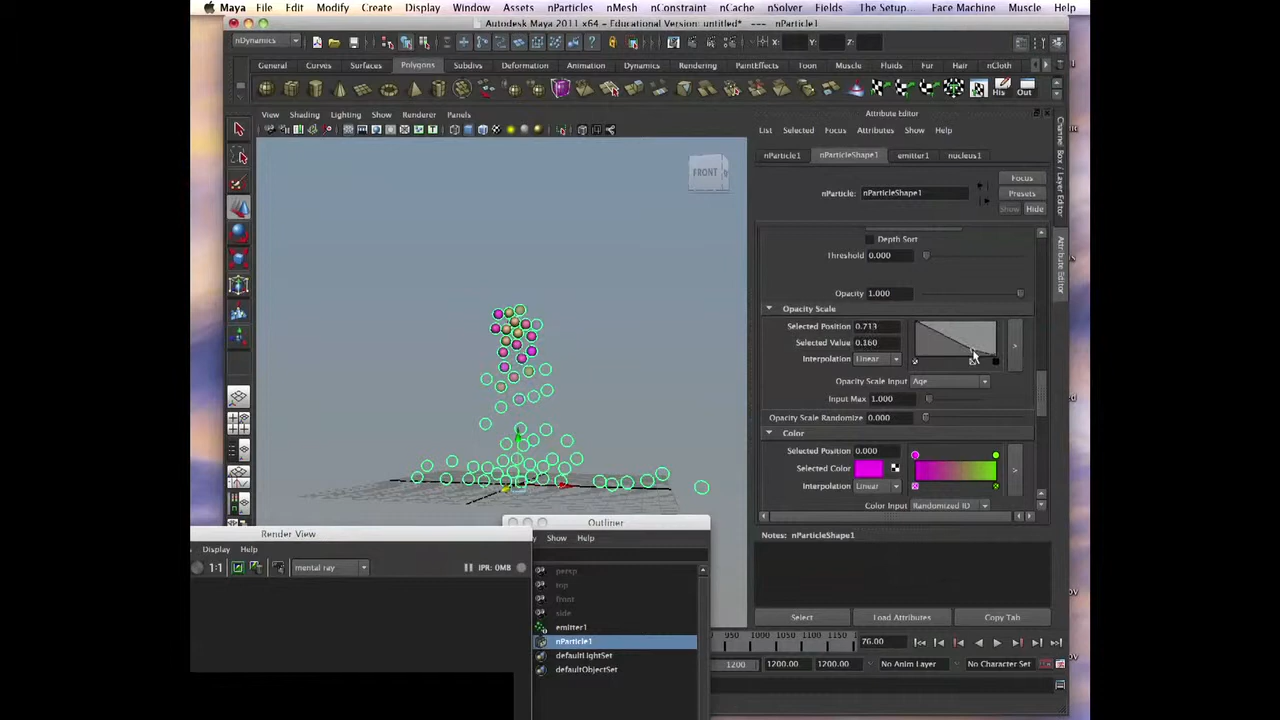 Maya File Edit Modify Create Display Window Assets nParticles nMesh nConstraint nCache nSolver Fields The Setup... Face Machine Muscle Help
Autodesk Maya 2011 x64 - Educational Version: untitled* --- nParticle1
nDynamics X: Y: Z:
General Curves Surfaces Polygons Subdivs Deformation Animation Dynamics Rendering PaintEffects Toon Muscle Fluids Fur Hair nCloth
His Out
View Shading Lighting Show Renderer Panels
FRONT
Attribute Editor
List Selected Focus Attributes Show Help
nParticle1 nParticleShape1 emitter1 nucleus1
Focus
nParticle: nParticleShape1 Presets
Show Hide
Depth Sort
Threshold 0.000
Opacity 1.000
Opacity Scale
Selected Position 0.713
Selected Value 0.160
Interpolation Linear
Opacity Scale Input Age
Input Max 1.000
Opacity Scale Randomize 0.000
Color
Selected Position 0.000
Selected Color
Interpolation Linear
Color Input Randomized ID
Notes: nParticleShape1
Select Load Attributes Copy Tab
Channel Box / Layer Editor
Attribute Editor
Render View
Display Help
1:1 mental ray IPR: 0MB
Outliner
Show Help
persp
top
front
side
emitter1
nParticle1
defaultLightSet
defaultObjectSet
950 1000 1050 1100 1150 76.00
1200 1200.00 1200.00 No Anim Layer No Character Set